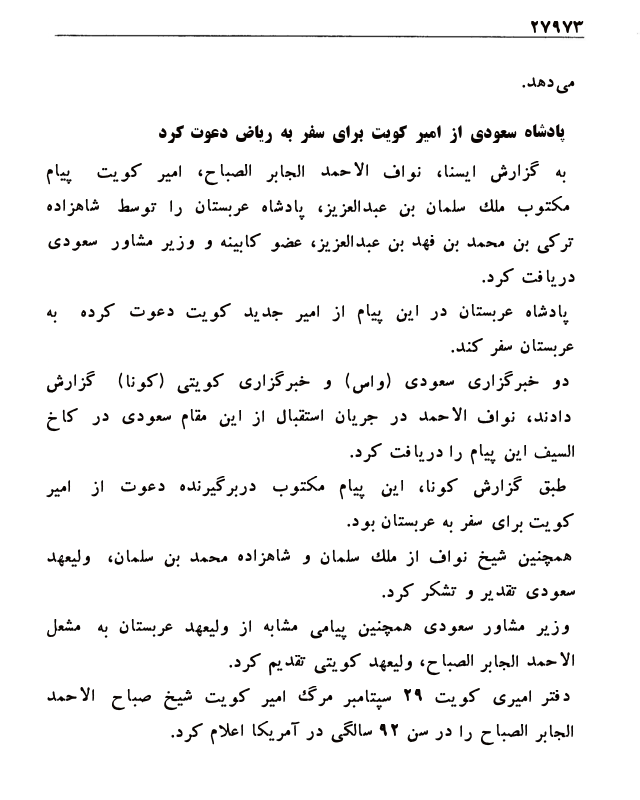 ۲۷۹۷۳
می‌دهد.
پادشاه سعودی از امیر کویت برای سفر به ریاض دعوت کرد
به گزارش ایسنا، نواف الاحمد الجابر الصباح، امیر کویت پیام
مکتوب ملك سلمان بن عبدالعزیز، پادشاه عربستان را توسط شاهزاده
ترکی بن محمد بن فهد بن عبدالعزیز، عضو کابینه و وزیر مشاور سعودی
دریافت کرد.
پادشاه عربستان در این پیام از امیر جدید کویت دعوت کرده به
عربستان سفر کند.
دو خبرگزاری سعودی (واس) و خبرگزاری کویتی (کونا) گزارش
دادند، نواف الاحمد در جریان استقبال از این مقام سعودی در کاخ
السیف این پیام را دریافت کرد.
طبق گزارش کونا، این پیام مکتوب دربرگیرنده دعوت از امیر
کویت برای سفر به عربستان بود.
همچنین شیخ نواف از ملك سلمان و شاهزاده محمد بن سلمان، ولیعهد
سعودی تقدیر و تشکر کرد.
وزیر مشاور سعودی همچنین پیامی مشابه از ولیعهد عربستان به مشعل
الاحمد الجابر الصباح، ولیعهد کویتی تقدیم کرد.
دفتر امیری کویت ۲۹ سپتامبر مرگ امیر کویت شیخ صباح الاحمد
الجابر الصباح را در سن ۹۲ سالگی در آمریکا اعلام کرد.